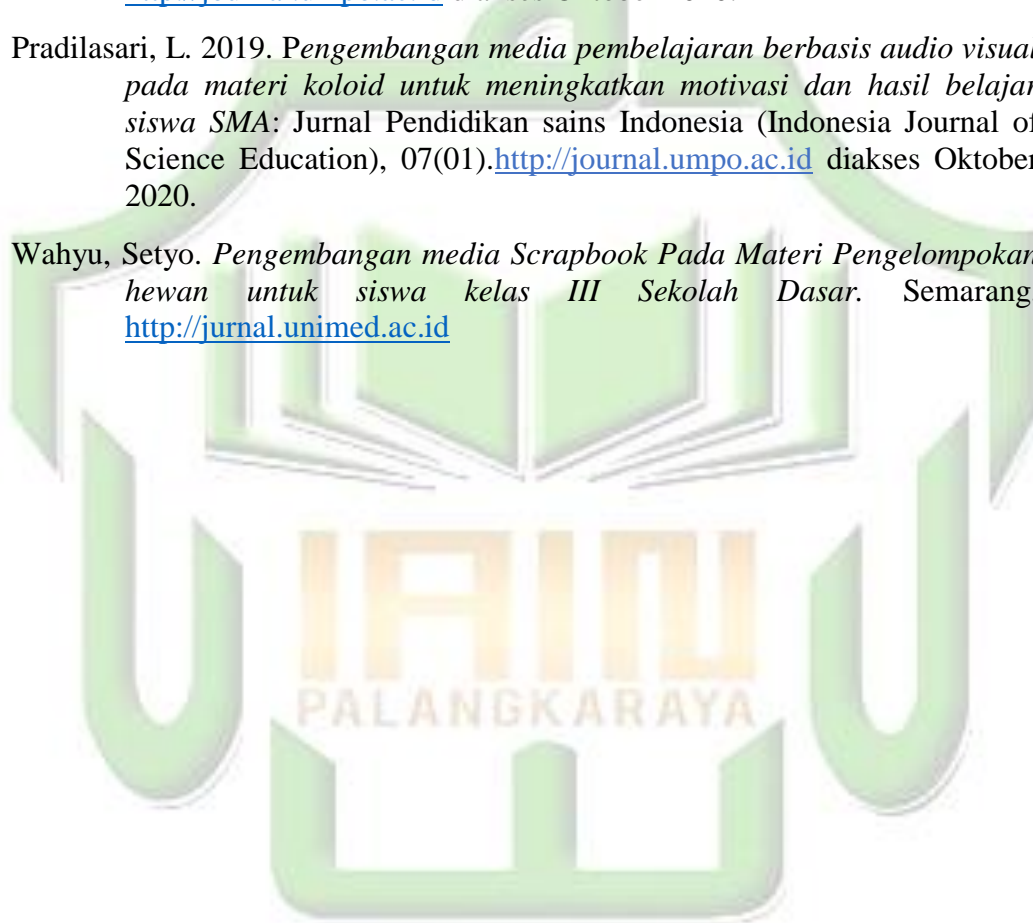 Pradilasari, L. 2019. Pengembangan media pembelajaran berbasis audio visual
pada materi koloid untuk meningkatkan motivasi dan hasil belajar
siswa SMA: Jurnal Pendidikan sains Indonesia (Indonesia Journal of
Science Education), 07(01).http://journal.umpo.ac.id diakses Oktober
2020.
Wahyu, Setyo. Pengembangan media Scrapbook Pada Materi Pengelompokan
hewan untuk siswa kelas III Sekolah Dasar. Semarang
http://jurnal.unimed.ac.id
IAIN
PALANGKARAYA